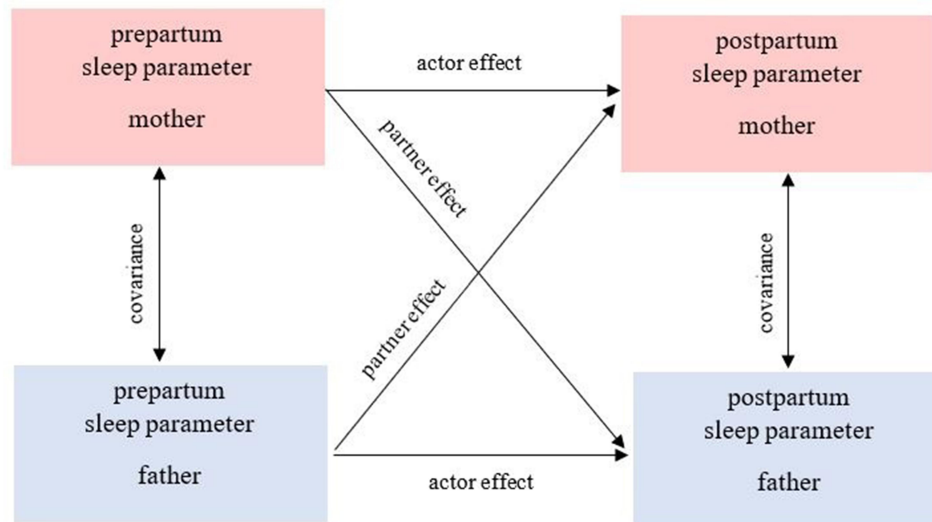 prepartum
sleep parameter
mother
actor effect
postpartum
sleep parameter
mother
partner effect
covariance
partner effect
covariance
prepartum
sleep parameter
father
actor effect
postpartum
sleep parameter
father